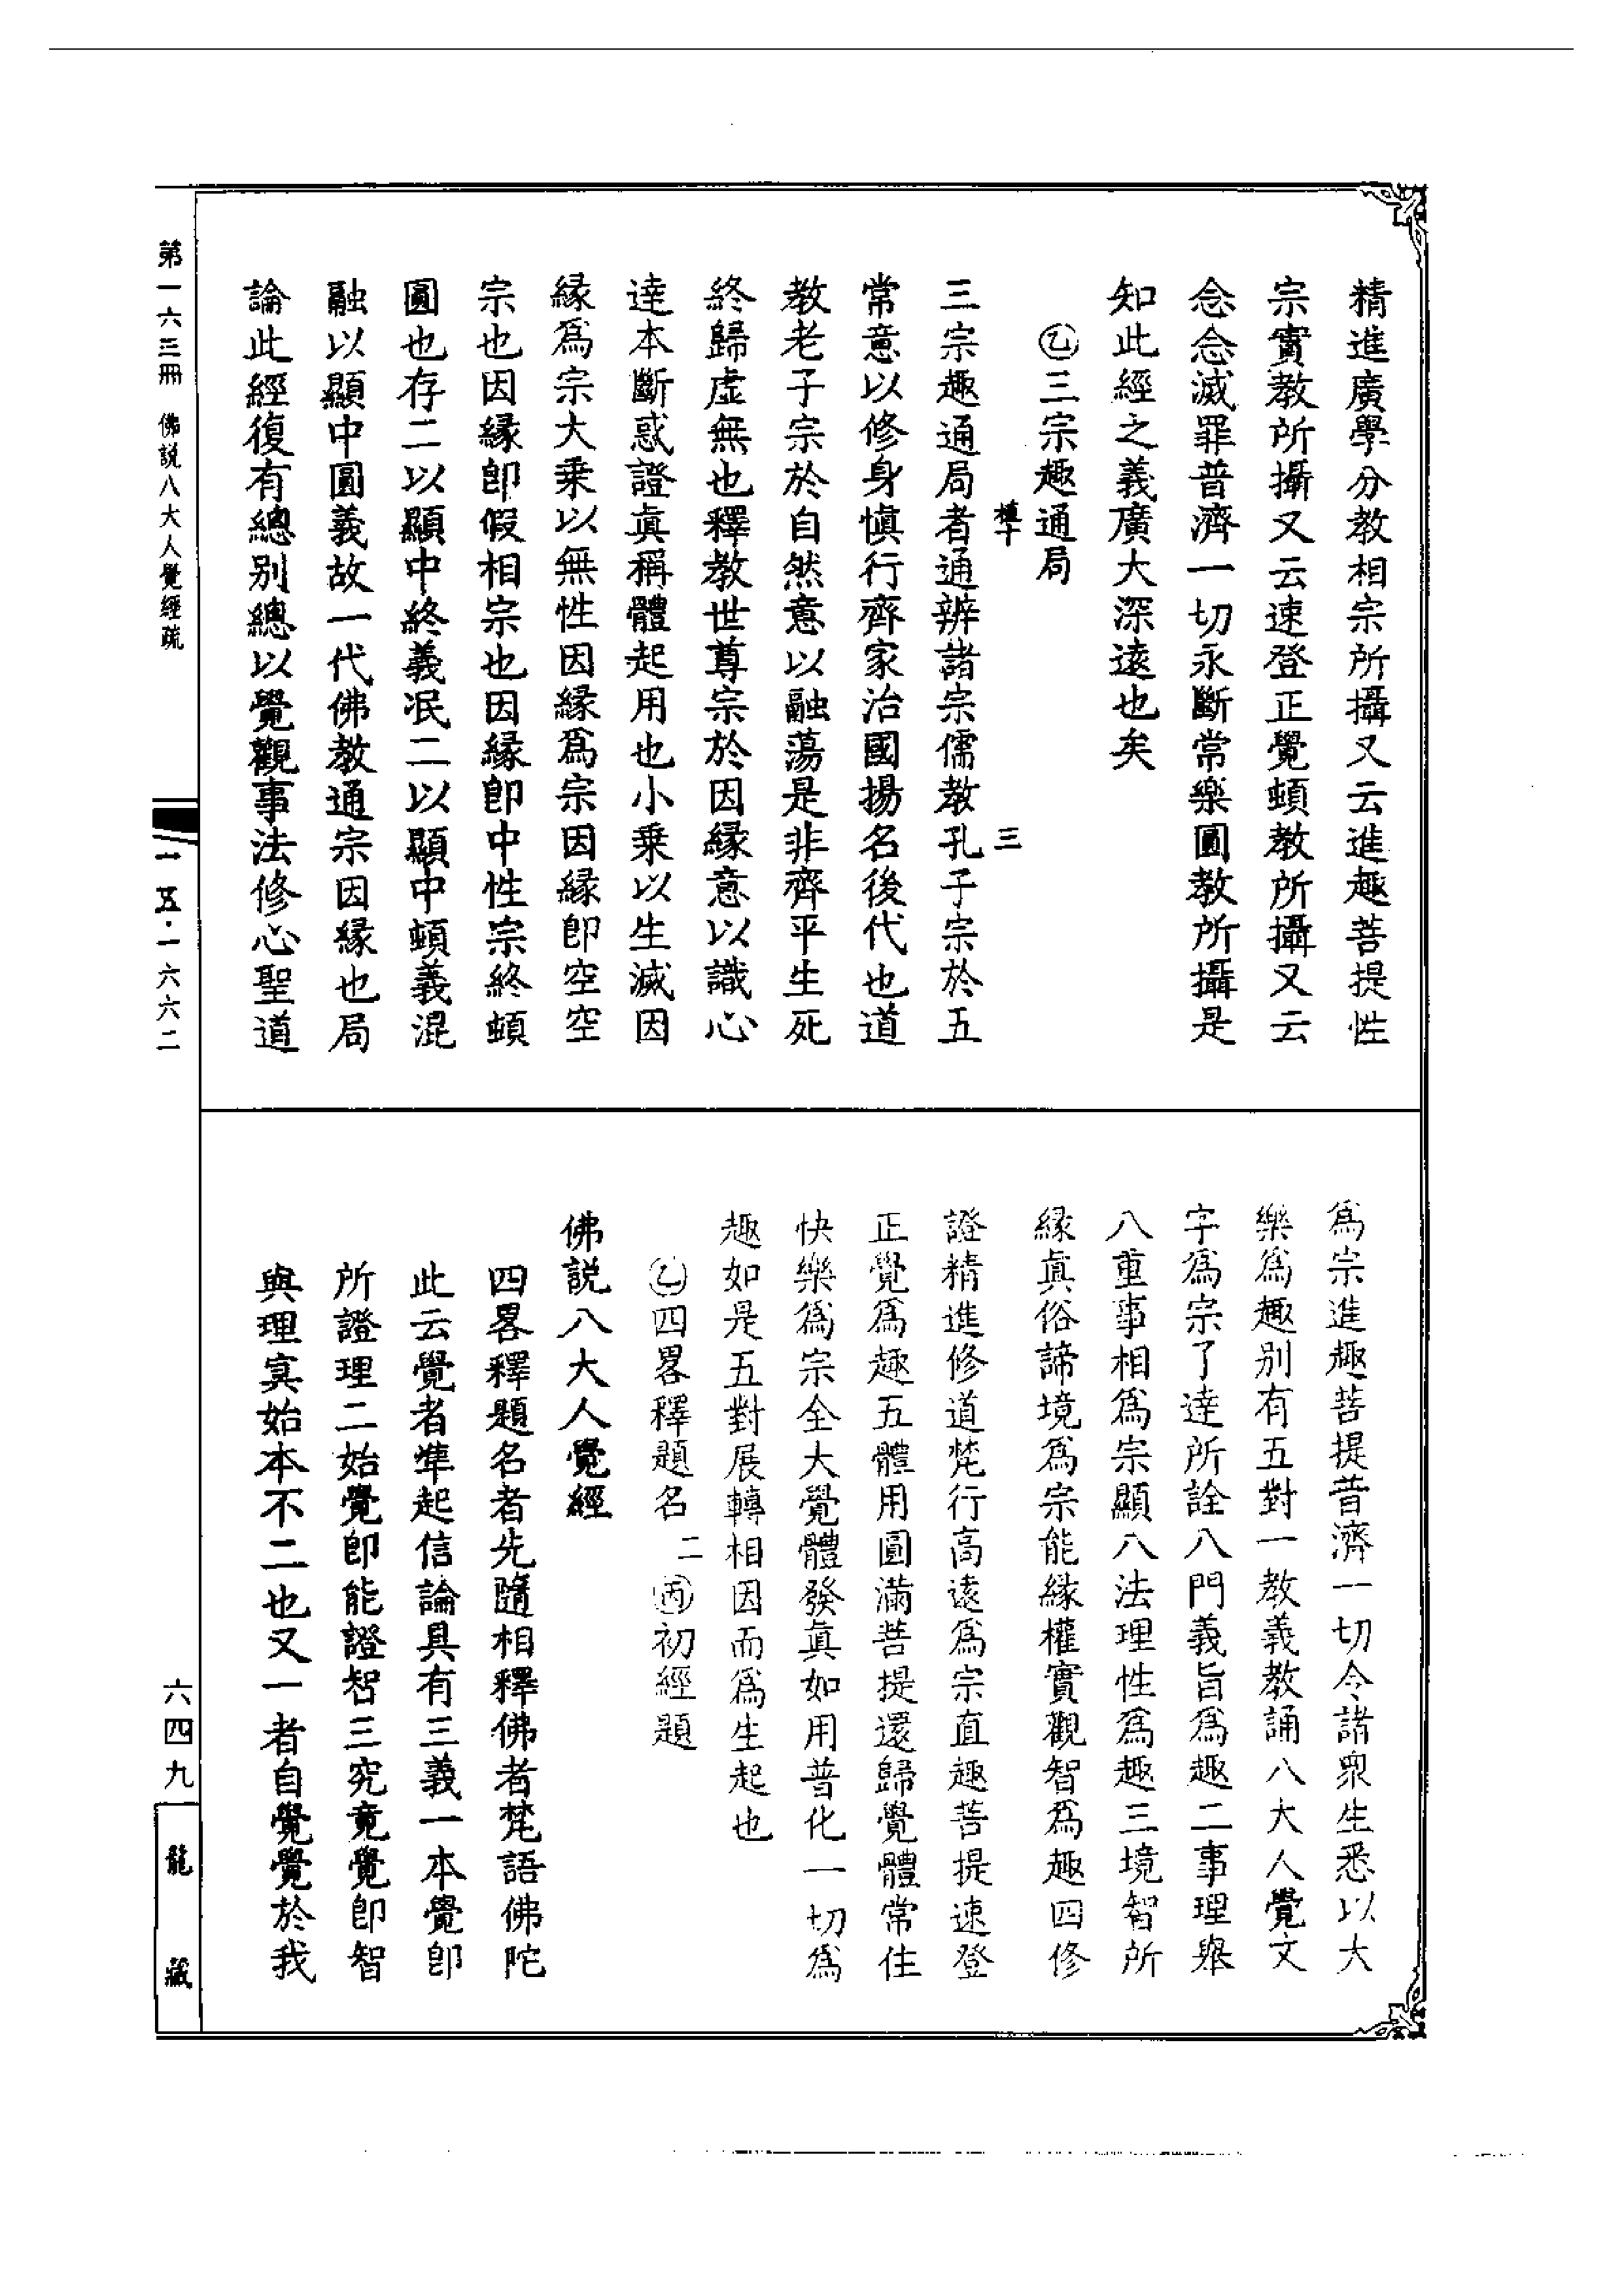 精進廣學分教相宗所攝又云進趣菩提性
宗實教所攝又云速登正覺頓教所攝又云
念念滅罪普濟一切永斷常樂圓教所攝是
知此經之義廣大深遠也矣
㊚三宗趣通局
三
三宗趣通局者通辨諸宗儒教孔子宗於五
常意以修身慎行齊家治國揚名後代也道
教老子宗於自然意以融蕩是非齊平生死
終歸虛無也釋教世尊宗於因緣意以識心
達本斷惑證眞稱體起用也小乘以生滅因
緣爲宗大乘以無性因緣爲宗因緣卽空空
宗也因緣卽假相宗也因緣卽中性宗終頓
圓也存二以顯中終義泯二以顯中頓義混
融以顯中圓義故一代佛教通宗因緣也局
論此經復有總別總以覺觀事法修心聖道
爲宗進趣菩提普濟一切令諸衆生悉以大
樂爲趣別有五對一教義教誦八大人覺文
字爲宗了達所詮八門義旨爲趣二事理舉
八重事相爲宗顯八法理性爲趣三境智所
緣眞俗諦境爲宗能緣權實觀智爲趣四修
證精進修道梵行高遠爲宗直趣菩提速登
正覺爲趣五體用圓滿菩提還歸覺體常住
快樂爲宗全大覺體發眞如用普化一切爲
趣如是五對展轉相因而爲生起也
乙四畧釋題名二丙初經題
佛説八大人覺經
四畧釋題名者先隨相釋佛者梵語佛陀
此云覺者準起信論具有三義一本覺卽
所證理二始覺卽能證智三究竟覺卽智
與理冥始本不二也又一者自覺覺於我
第一六三冊 佛説八大人覺經疏
一五·一六六二
六四九
龍藏